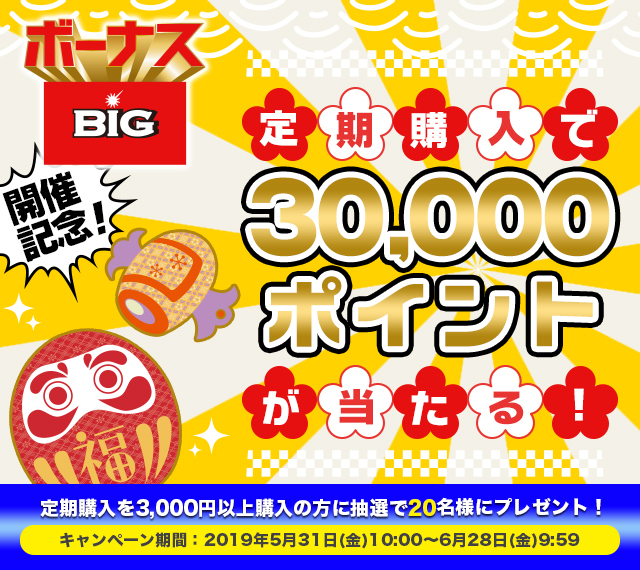 ボーナス
BIG
開催
記念!
定期購入で
30,000
ポイント
が当たる!
福
定期購入を3,000円以上購入の方に抽選で20名様にプレゼント!
キャンペーン期間:2019年5月31日(金)10:00〜6月28日(金)9:59